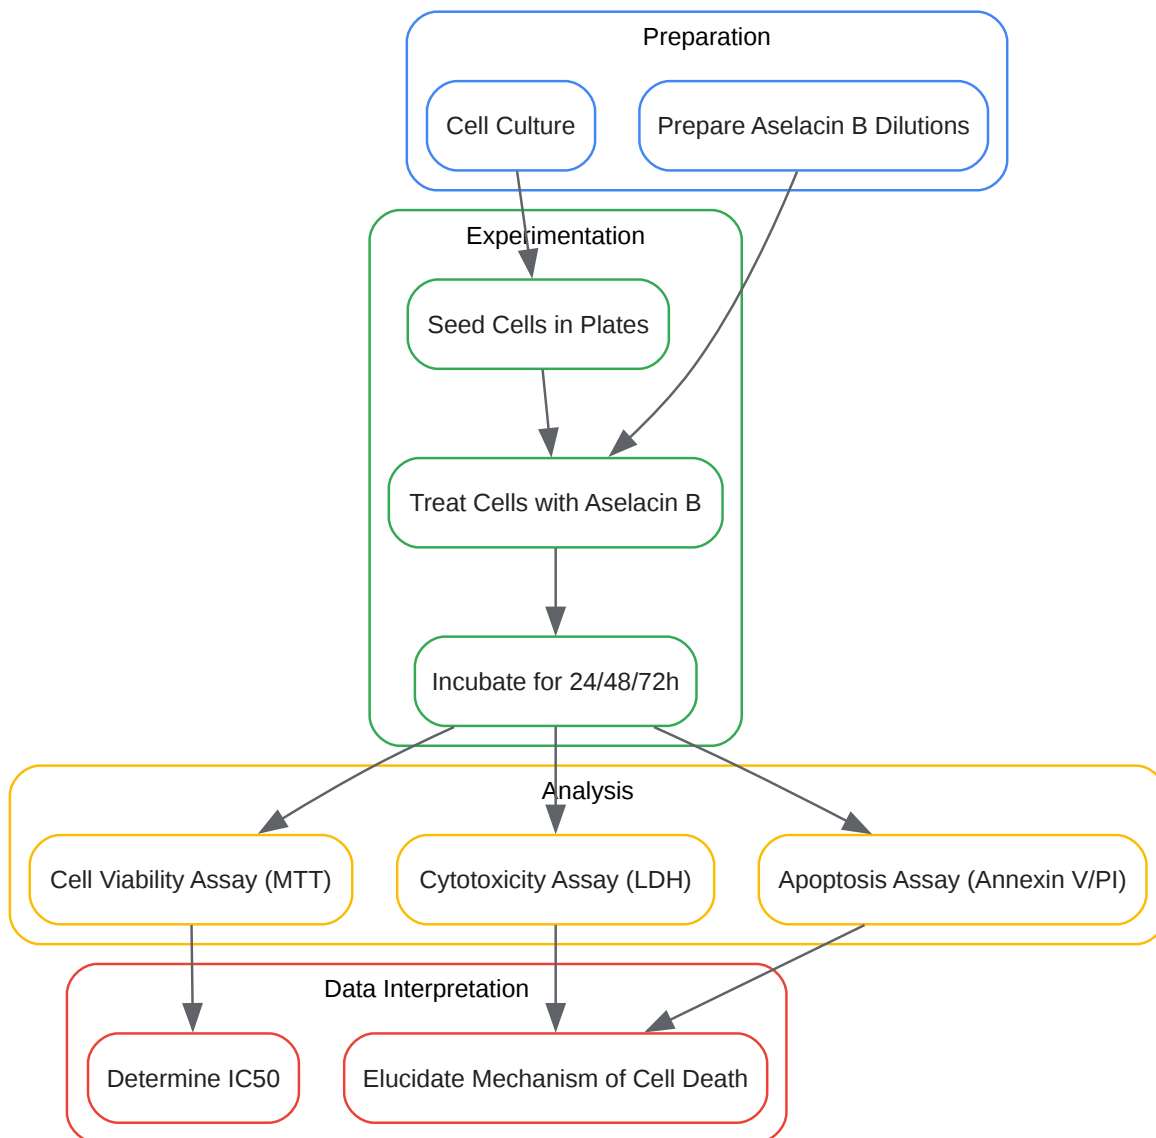 Preparation
Cell Culture
Prepare Aselacin B Dilutions
Experimentation
Seed Cells in Plates
Treat Cells with Aselacin B
Incubate for 24/48/72h
Analysis
Cell Viability Assay (MTT)
Cytotoxicity Assay (LDH)
Apoptosis Assay (Annexin V/PI)
Data Interpretation
Determine IC50
Elucidate Mechanism of Cell Death